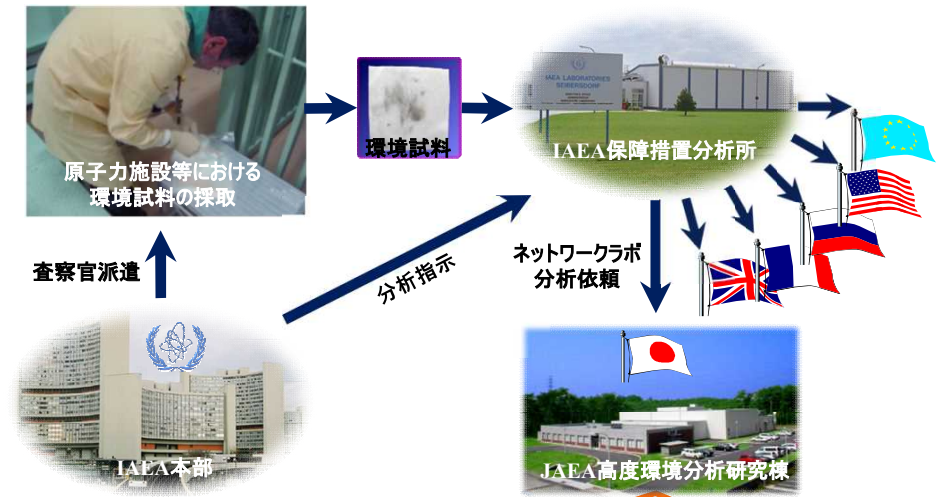 原子力施設等における
環境試料の採取
環境試料
IAEA LABORATORIES
SEIBERSDORF
IAEA保障措置分析所
査察官派遣
分析指示
ネットワークラボ
分析依頼
IAEA本部
JAEA高度環境分析研究棟